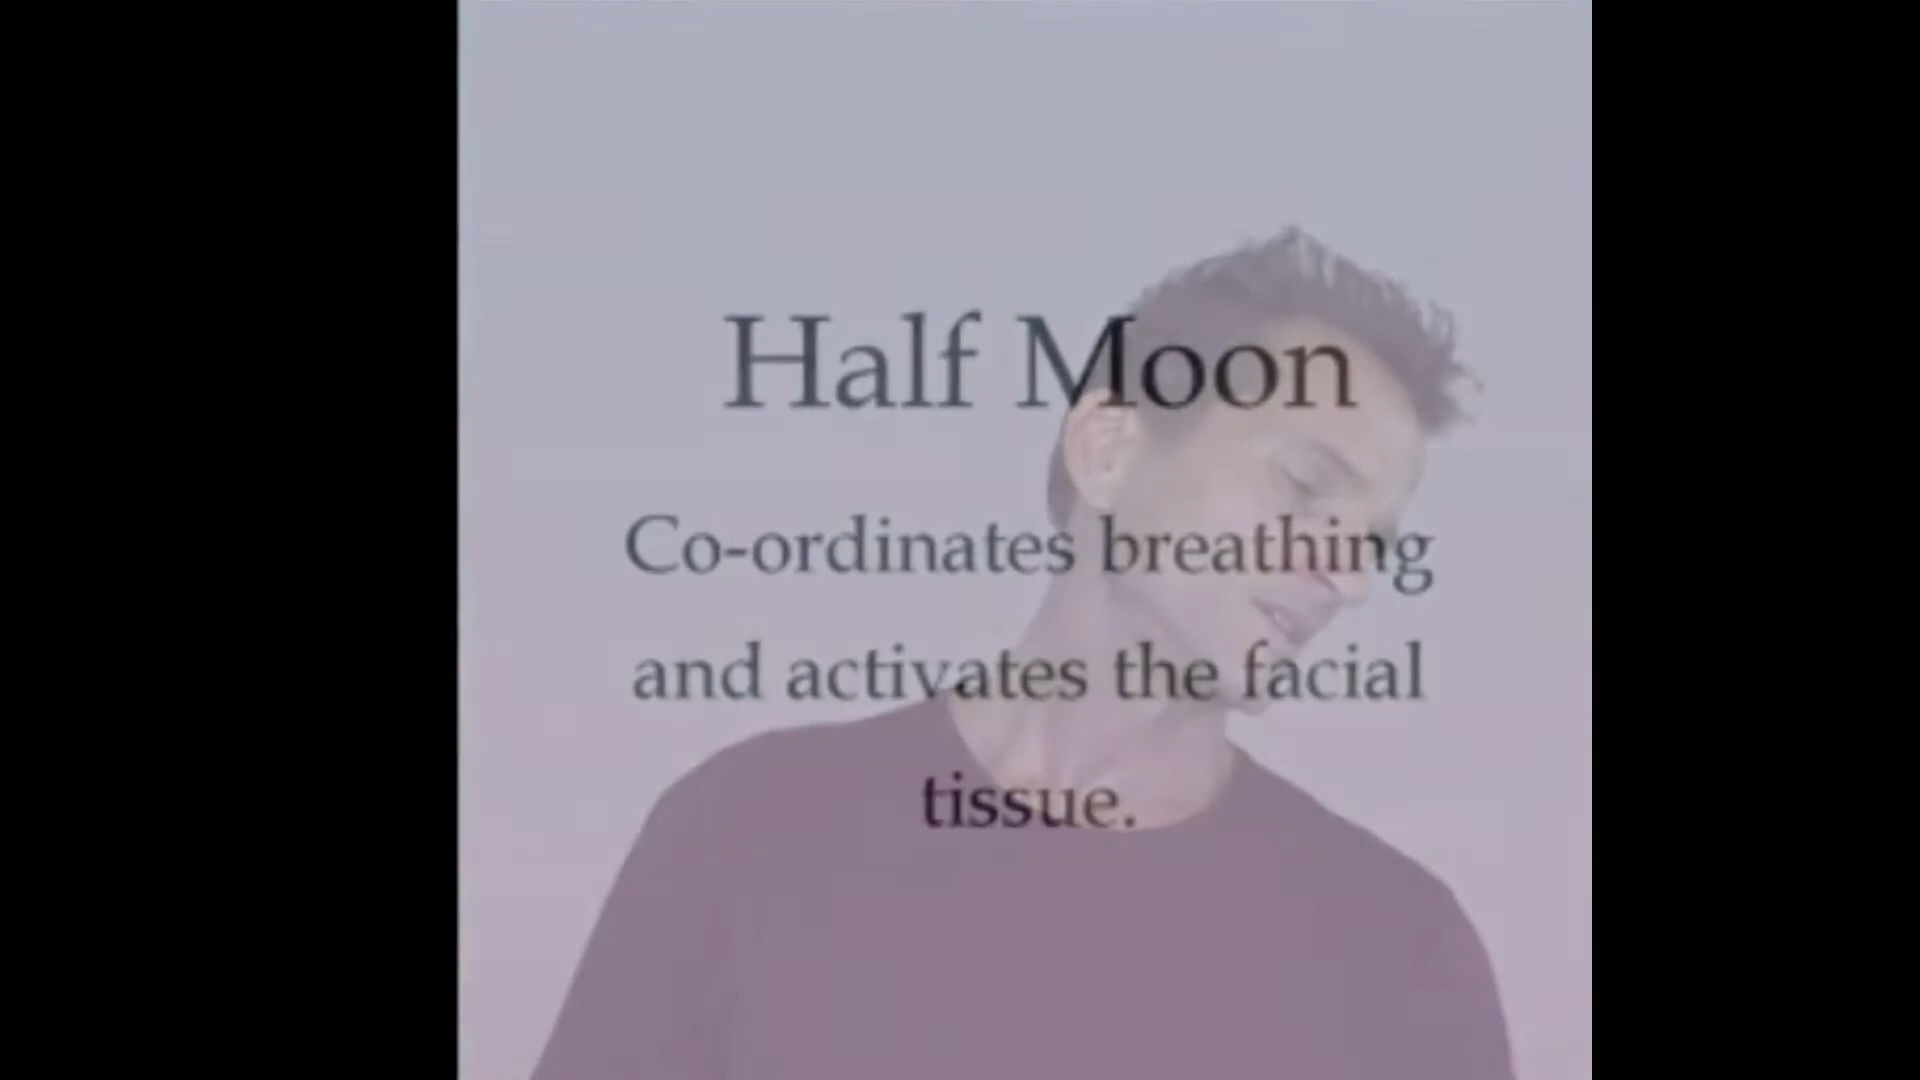 Half Moon
Co-ordinates breathing
and activates the facial
tissue.